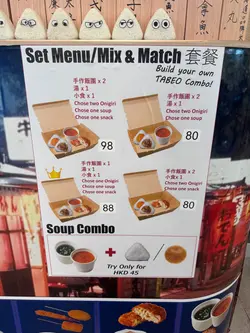 Set Menu/Mix & Match 套餐
Build your own
TABEO Combo!
手作飯團 x 2
湯 x 1
小食 x 1
Chose two Onigiri
Chose one soup
Chose one snack
98
手作飯團 x 2
湯 x 1
Chose two Onigiri
Chose one soup
80
手作飯團 x 1
湯 x 1
小食 x 1
Chose one Onigiri
Chose one soup
Chose one snack
88
手作飯團 x 2
小食 x 1
Chose two Onigiri
Chose one snack
80
Soup Combo
+
/
Try Only for
HKD 45